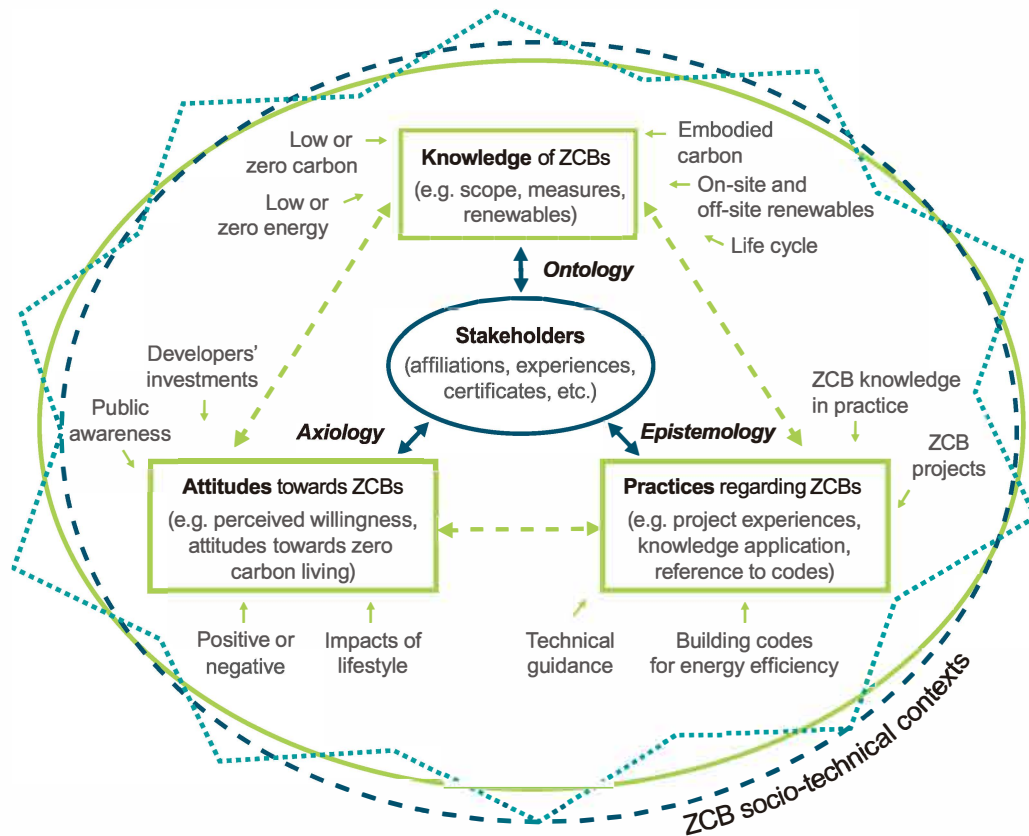 Low or
zero carbon
Low or
zero energy
Knowledge of ZCBs
(e.g. scope, measures,
renewables)
Embodied
carbon
On-site and
off-site renewables
Life cycle
Ontology
Stakeholders
(affiliations, experiences,
certificates, etc.)
Developers'
investments
Public
awareness
Axiology
Epistemology
ZCB knowledge
in practice
ZCB
projects
Attitudes towards ZCBs
(e.g. perceived willingness,
attitudes towards zero
carbon living)
Practices regarding ZCBs
(e.g. project experiences,
knowledge application,
reference to codes)
Positive or
negative
Impacts of
lifestyle
Technical
guidance
Building codes
for energy efficiency
ZCB socio-technical contexts